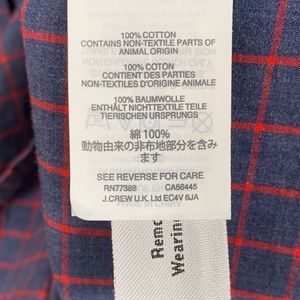 100% COTTON
CONTAINS NON-TEXTILE PARTS OF
ANIMAL ORIGIN
100% COTON
CONTIENT DES PARTIES
NON-TEXTILES D'ORIGINE ANIMALE
100% BAUMWOLLE
ENTHÄLT NICHTTEXTILE TEILE
TIERISCHEN URSPRUNGS
綿 100%
動物由来の非布地部分を含み
ます
SEE REVERSE FOR CARE
RN77388 CA56445
J.CREW U.K. Ltd EC4V 6JA
Remo
Wearin